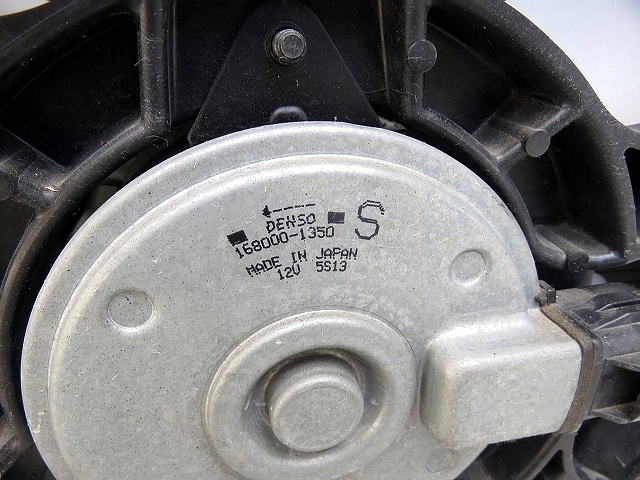 DENSO S
168000-1350
MADE IN JAPAN
12V 5S13